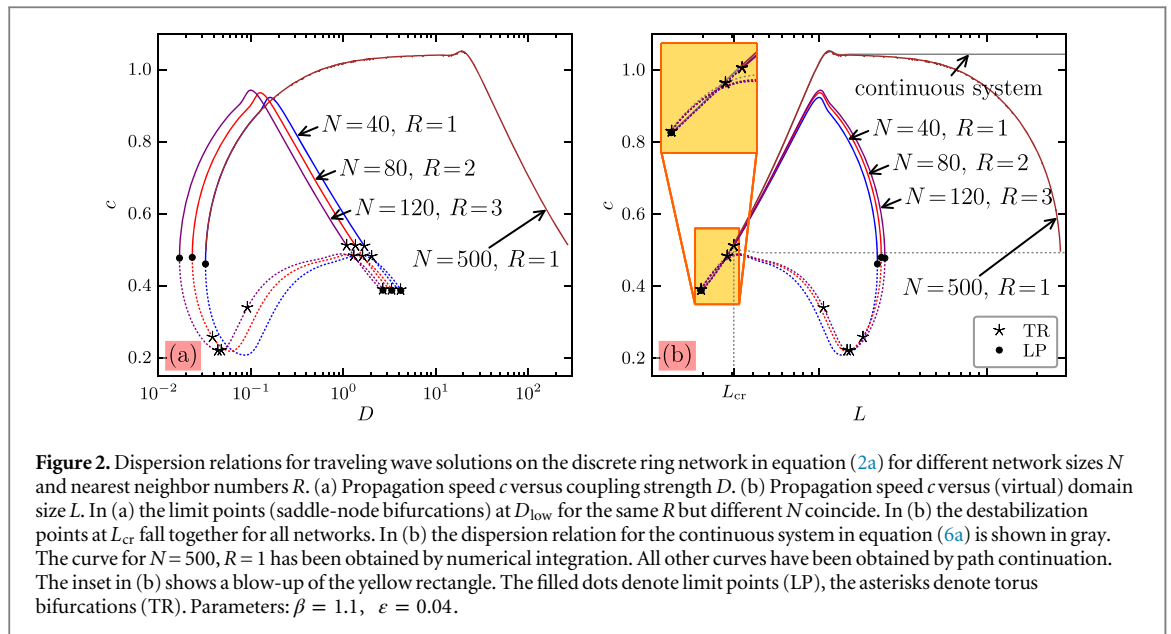 1.0
0.8
0.6
0.4
0.2
c
N=40, R=1
N=80, R=2
N=120, R=3
N=500, R=1
(a)
10⁻² 10⁻¹ 10⁰ 10¹ 10²
D
1.0
0.8
0.6
0.4
0.2
c
continuous system
N=40, R=1
N=80, R=2
N=120, R=3
N=500, R=1
TR
LP
(b)
L_cr
L
Figure 2. Dispersion relations for traveling wave solutions on the discrete ring network in equation (2a) for different network sizes N
and nearest neighbor numbers R. (a) Propagation speed c versus coupling strength D. (b) Propagation speed c versus (virtual) domain
size L. In (a) the limit points (saddle-node bifurcations) at D_low for the same R but different N coincide. In (b) the destabilization
points at L_cr fall together for all networks. In (b) the dispersion relation for the continuous system in equation (6a) is shown in gray.
The curve for N = 500, R = 1 has been obtained by numerical integration. All other curves have been obtained by path continuation.
The inset in (b) shows a blow-up of the yellow rectangle. The filled dots denote limit points (LP), the asterisks denote torus
bifurcations (TR). Parameters: β = 1.1, ε = 0.04.